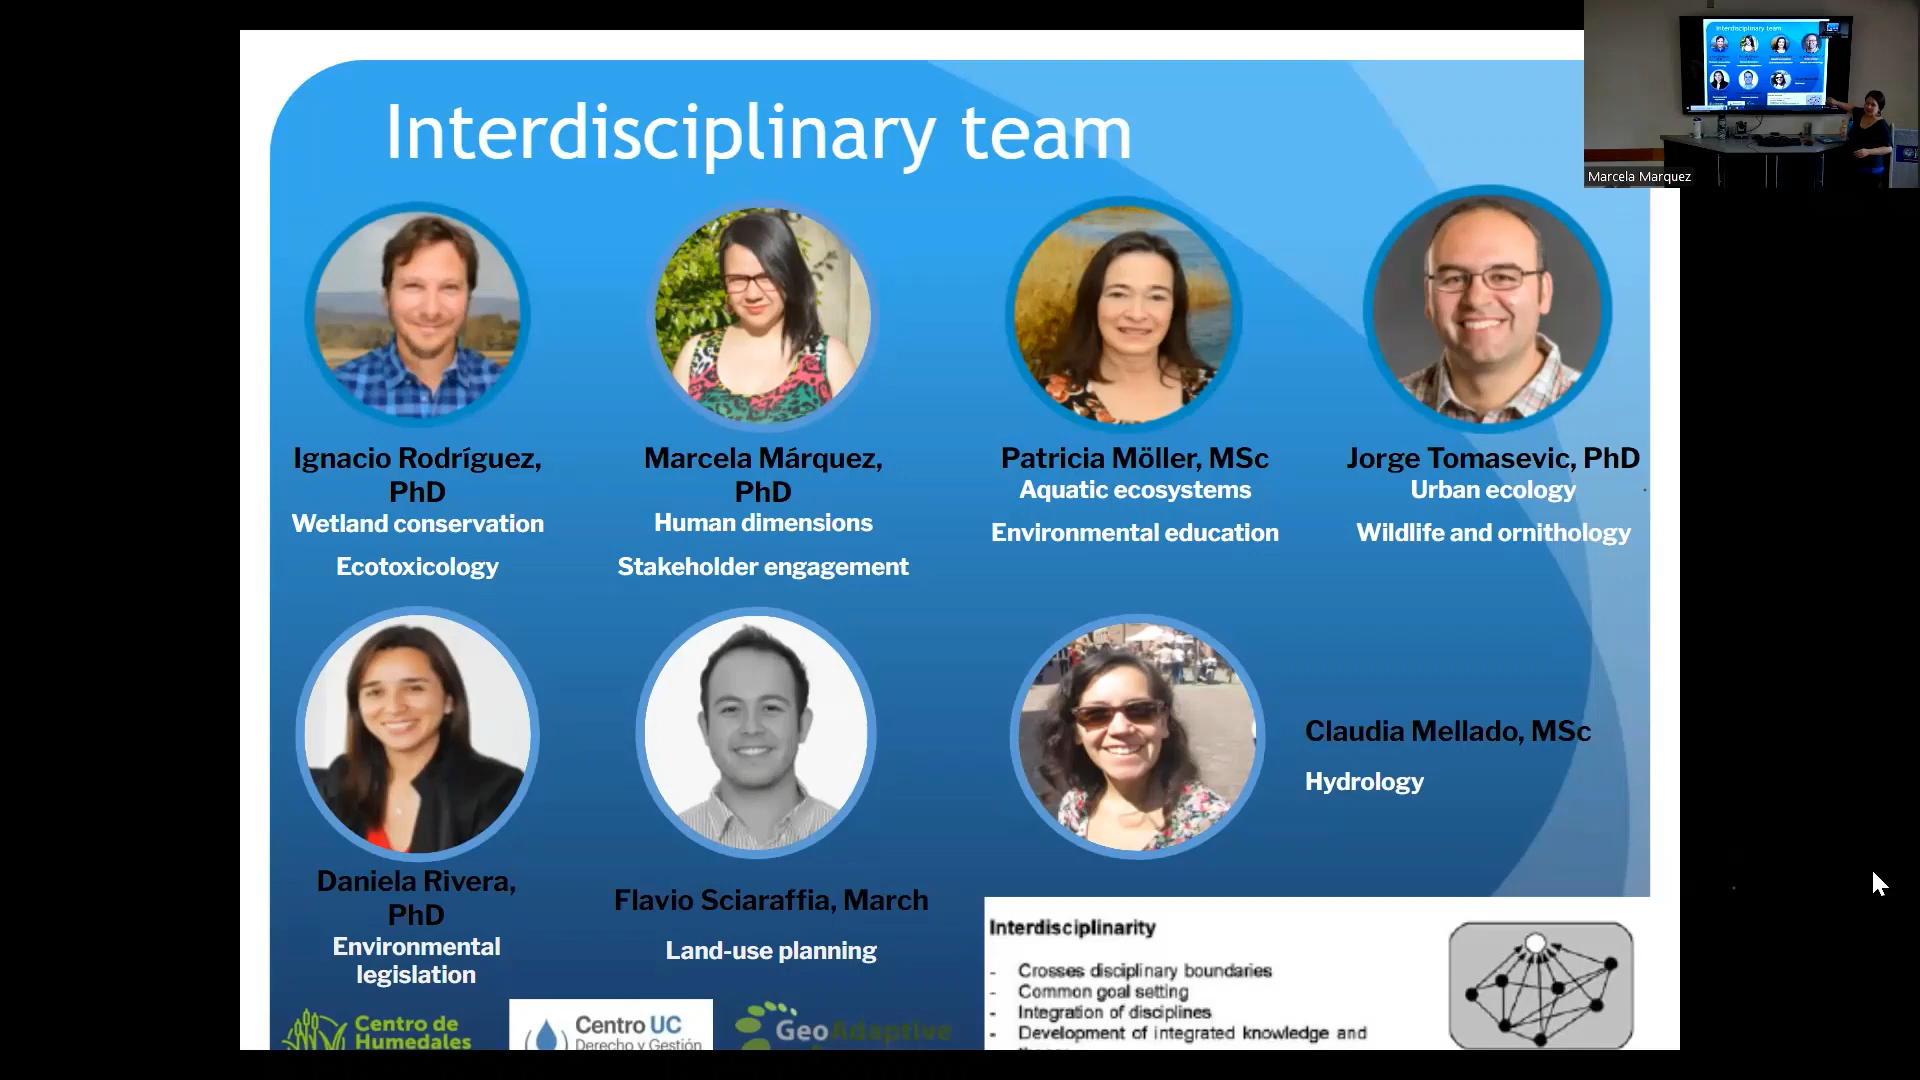 Interdisciplinary team
Marcela Marquez
Ignacio Rodríguez,
PhD
Wetland conservation
Ecotoxicology
Marcela Márquez,
PhD
Human dimensions
Stakeholder engagement
Patricia Möller, MSc
Aquatic ecosystems
Environmental education
Jorge Tomasevic, PhD
Urban ecology
Wildlife and ornithology
Daniela Rivera,
PhD
Environmental
legislation
Flavio Sciaraffia, March
Land-use planning
Claudia Mellado, MSc
Hydrology
Centro de
Humedales
Centro UC
Derecho y Gestión
GeoAdaptive
Interdisciplinarity
- Crosses disciplinary boundaries
- Common goal setting
- Integration of disciplines
- Development of integrated knowledge and